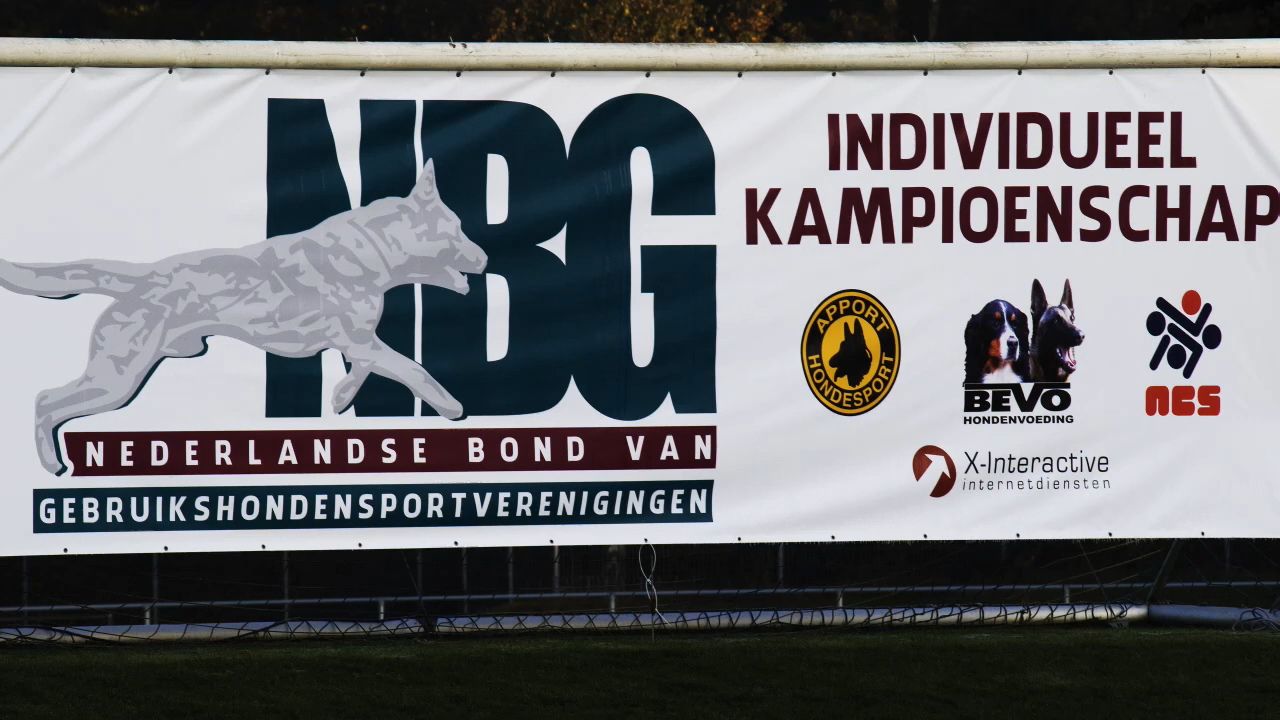 NBG
NEDERLANDSE BOND VAN
GEBRUIKSHONDENSPORTVERENIGINGEN
INDIVIDUEEL
KAMPIOENSCHAP
APPORT
HONDESPORT
BEVO
HONDENVOEDING
ncs
X-Interactive
internetdiensten